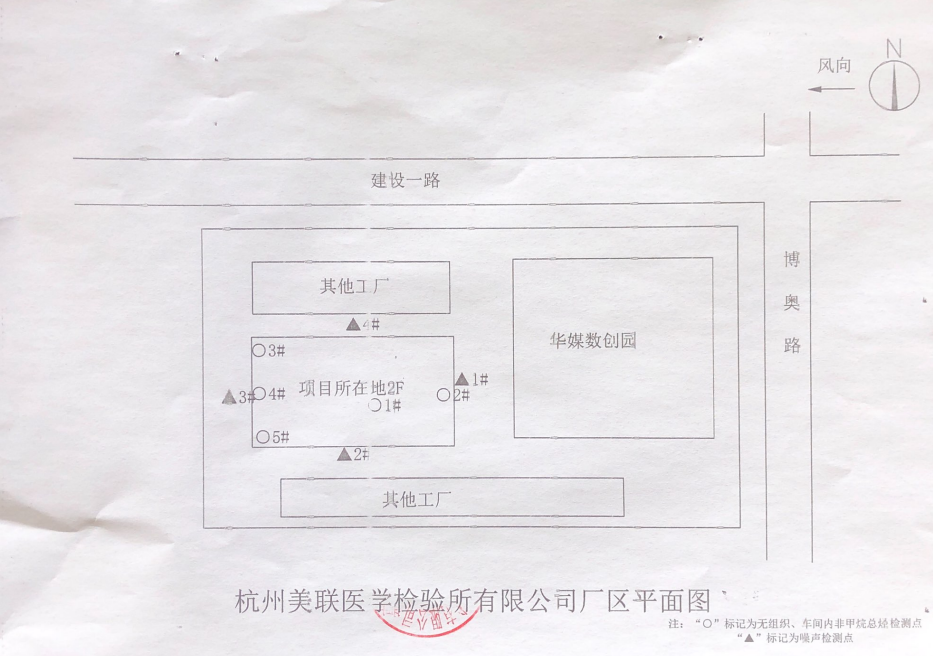 N
风向
建设一路
博奥路
其他工厂
▲4#
华媒数创园
○3#
▲1#
项目所在地2F
▲3#
○4#
○2#
○1#
○5#
▲2#
其他工厂
杭州美联医学检验所有限公司厂区平面图
注：“○”标记为无组织、车间内非甲烷总烃检测点
“▲”标记为噪声检测点
有限公司